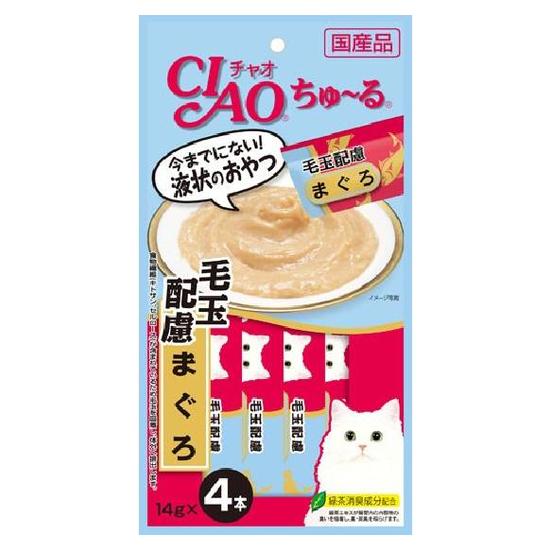 国産品
CIAO
チャオ
ちゅ〜る
今までにない!
液状のおやつ
毛玉配慮
まぐろ
イメージ写真
毛玉
配慮
まぐろ
毛玉配慮
毛玉配慮
毛玉配慮
14g×4本
緑茶消臭成分配合